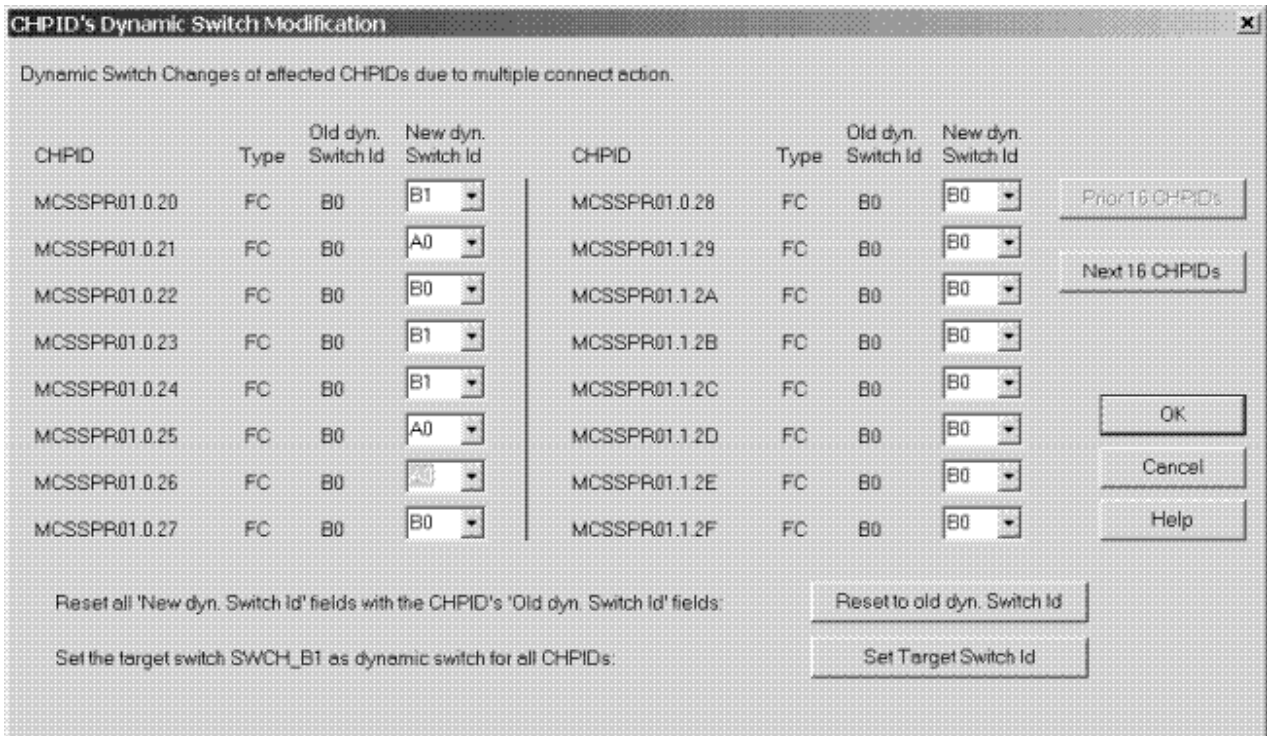 CHPID's Dynamic Switch Modification
Dynamic Switch Changes of affected CHPIDs due to multiple connect action.
CHPID Type Old dyn. Switch Id New dyn. Switch Id CHPID Type Old dyn. Switch Id New dyn. Switch Id
MCSSPR01.0.20 FC B0 B1 MCSSPR01.0.28 FC B0 B0 Prior 16 CHPIDs
MCSSPR01.0.21 FC B0 A0 MCSSPR01.1.29 FC B0 B0
Next 16 CHPIDs
MCSSPR01.0.22 FC B0 B0 MCSSPR01.1.2A FC B0 B0
MCSSPR01.0.23 FC B0 B1 MCSSPR01.1.2B FC B0 B0
MCSSPR01.0.24 FC B0 B1 MCSSPR01.1.2C FC B0 B0
OK
MCSSPR01.0.25 FC B0 A0 MCSSPR01.1.2D FC B0 B0
Cancel
MCSSPR01.0.26 FC B0 MCSSPR01.1.2E FC B0 B0
Help
MCSSPR01.0.27 FC B0 B0 MCSSPR01.1.2F FC B0 B0
Reset all 'New dyn. Switch Id' fields with the CHPID's 'Old dyn. Switch Id' fields: Reset to old dyn. Switch Id
Set the target switch SWCH_B1 as dynamic switch for all CHPIDs: Set Target Switch Id